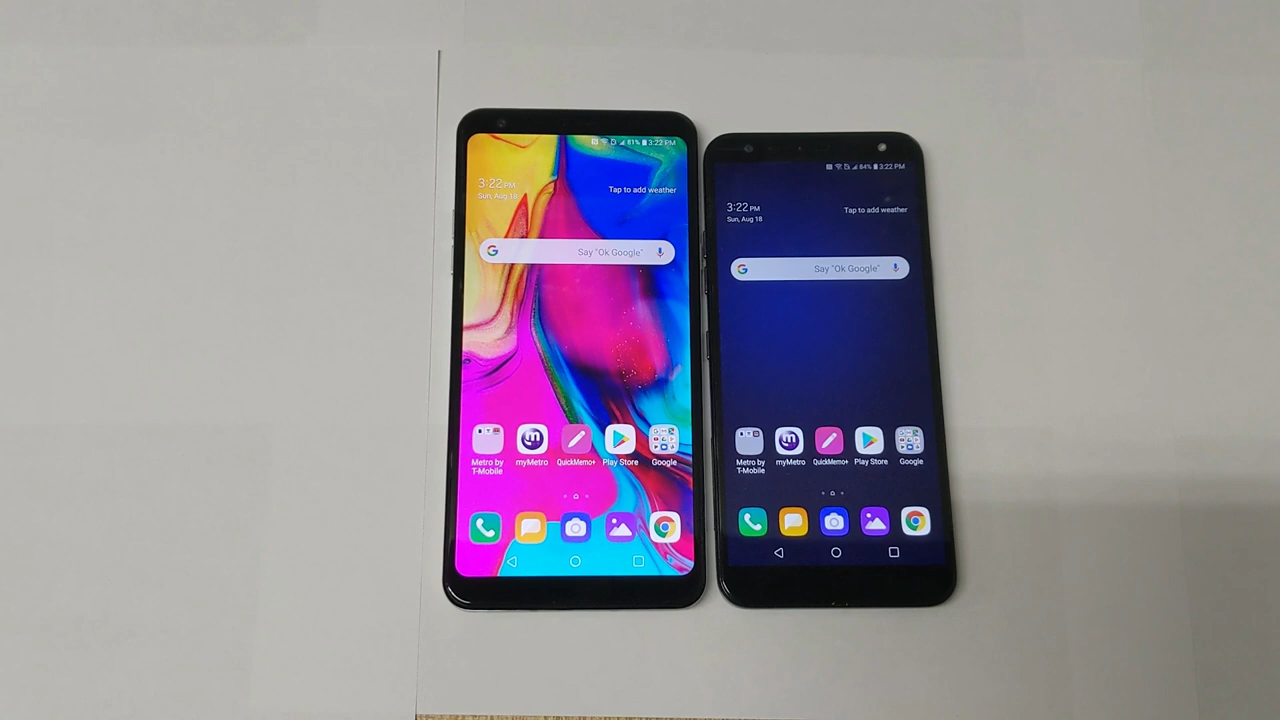 81% 3:22 PM
3:22 PM
Sun, Aug 18
Tap to add weather
G Say "Ok Google"
Metro by
T-Mobile
myMetro
QuickMemo+
Play Store
Google
84% 3:22 PM
3:22 PM
Sun, Aug 18
Tap to add weather
G Say "Ok Google"
Metro by
T-Mobile
myMetro
QuickMemo+
Play Store
Google